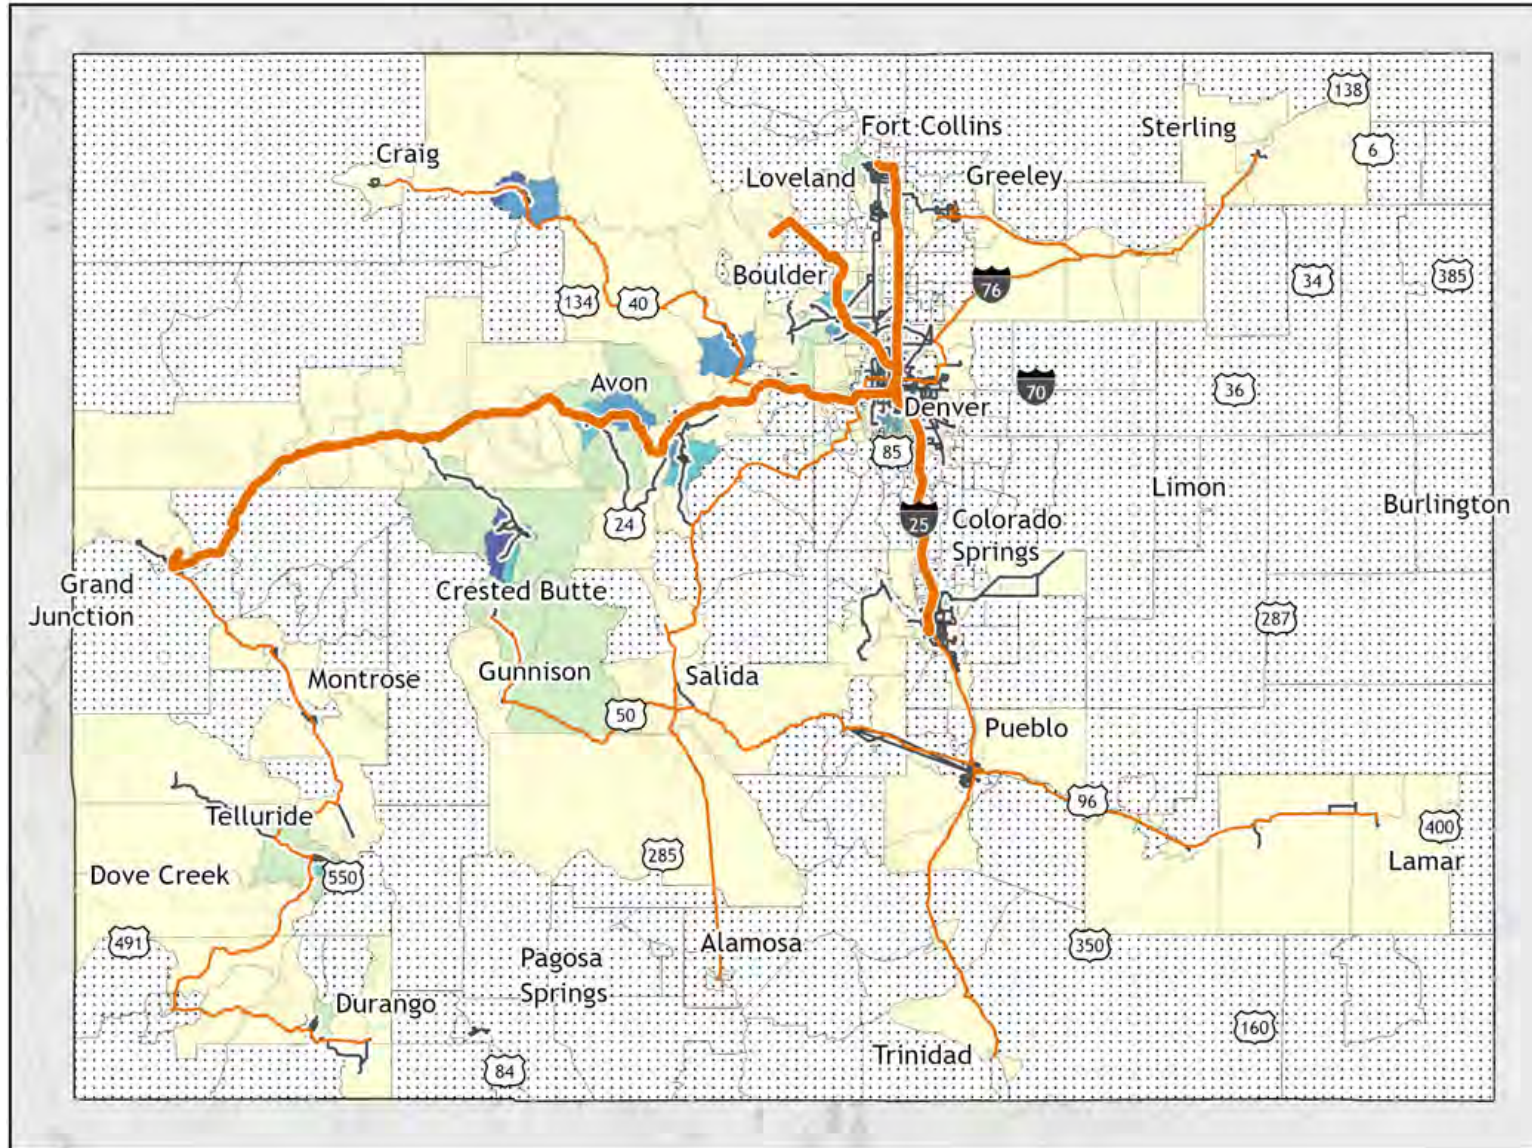 138
Fort Collins
Sterling
6
Craig
Loveland
Greeley
Boulder
76
134
40
34
385
Avon
70
36
Denver
85
Limon
Burlington
24
25
Colorado
Springs
Grand
Junction
Crested Butte
287
Montrose
Gunnison
Salida
50
Pueblo
Telluride
96
400
Dove Creek
550
285
Lamar
491
Alamosa
350
Pagosa
Springs
Durango
160
Trinidad
84